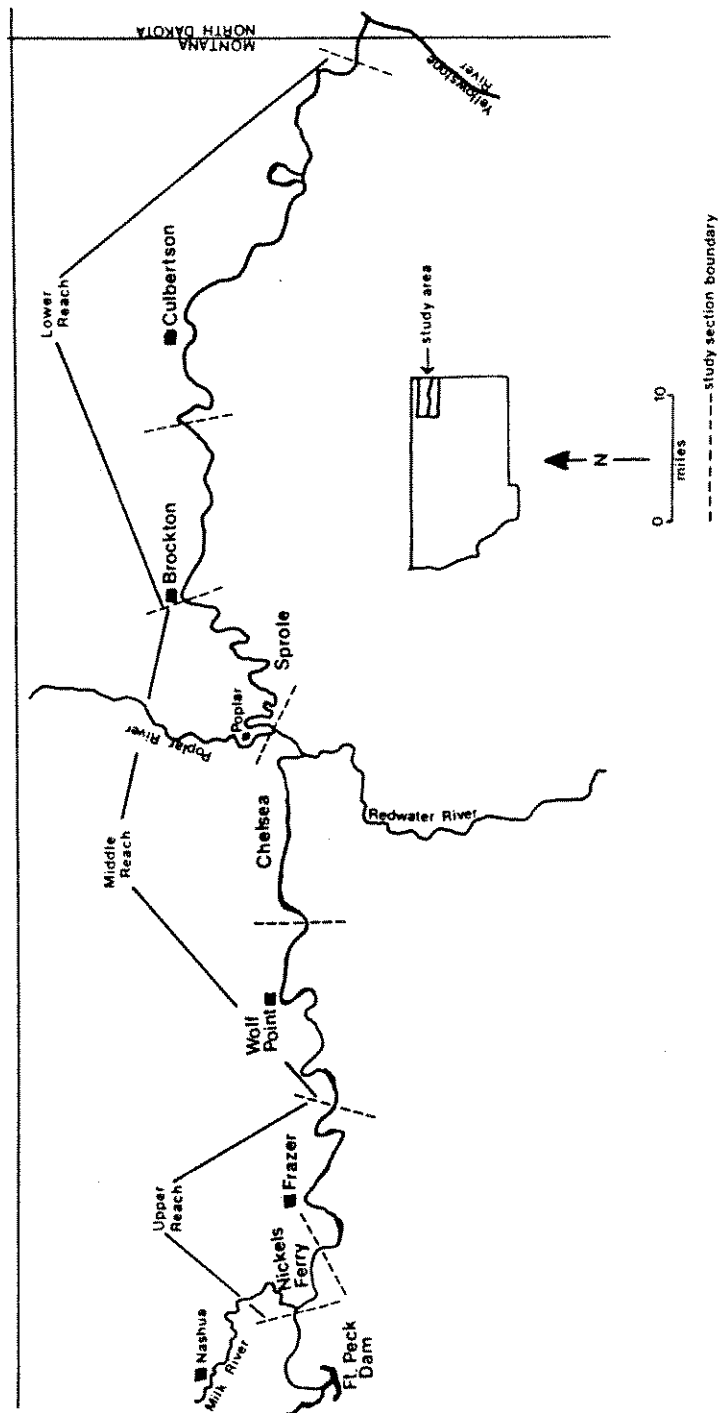 MONTANA
NORTH DAKOTA
Yellowstone
River
Lower
Reach
Culbertson
Brockton
Sprole
Poplar
Poplar River
Middle
Reach
Chelsea
Redwater River
Wolf
Point
Upper
Reach
Frazer
Nickels
Ferry
Nashua
Milk River
Ft. Peck
Dam
study area
N
0
10
miles
study section boundary